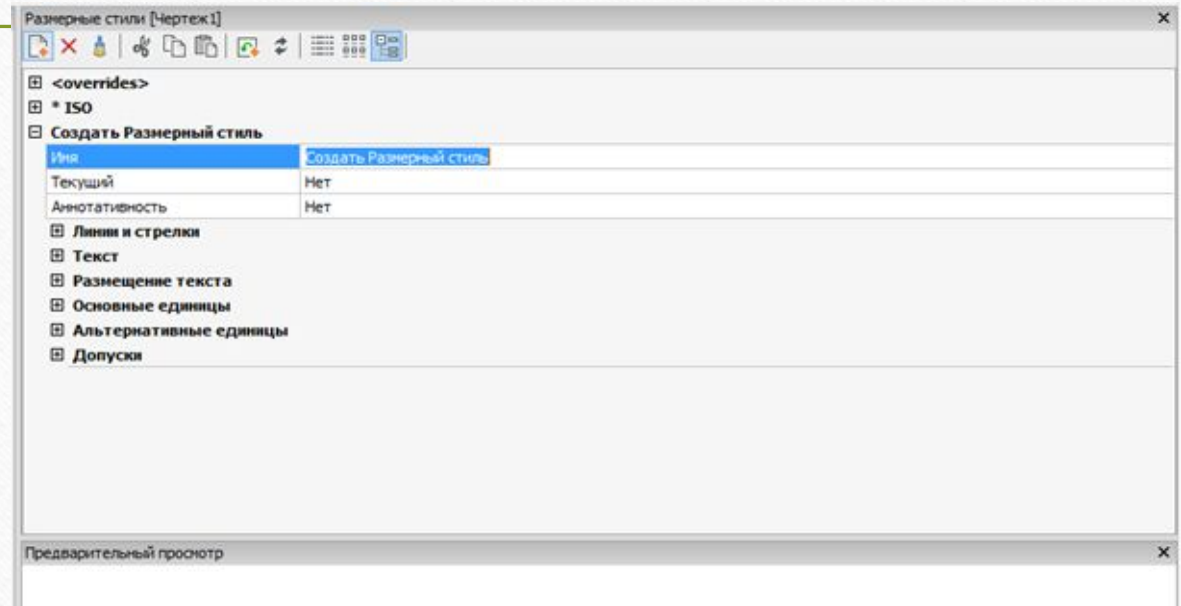 Размерные стили [Чертеж1]
<overrides>
* ISO
Создать Размерный стиль
Имя Создать Размерный стиль
Текущий Нет
Аннотативность Нет
Линии и стрелки
Текст
Размещение текста
Основные единицы
Альтернативные единицы
Допуски
Предварительный просмотр